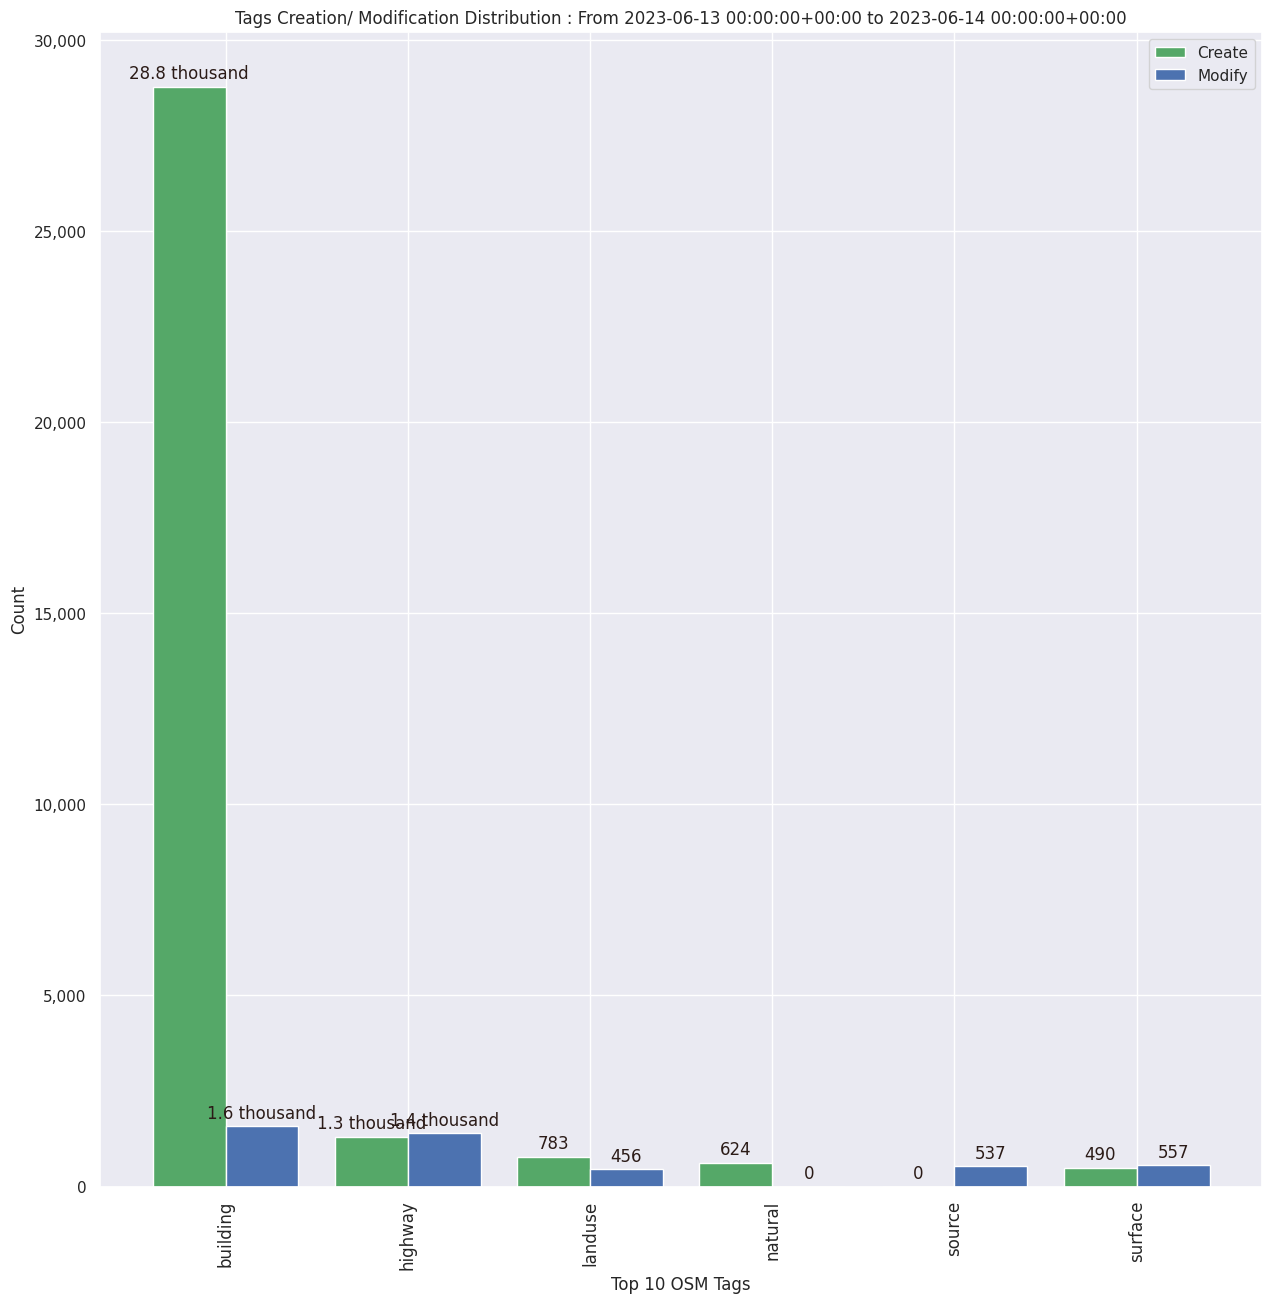 Tags Creation/ Modification Distribution : From 2023-06-13 00:00:00+00:00 to 2023-06-14 00:00:00+00:00
Create
Modify
Count
30,000
25,000
20,000
15,000
10,000
5,000
0
28.8 thousand
1.6 thousand
1.3 thousand
1.4 thousand
783
456
624
0
0
537
490
557
building
highway
landuse
natural
source
surface
Top 10 OSM Tags